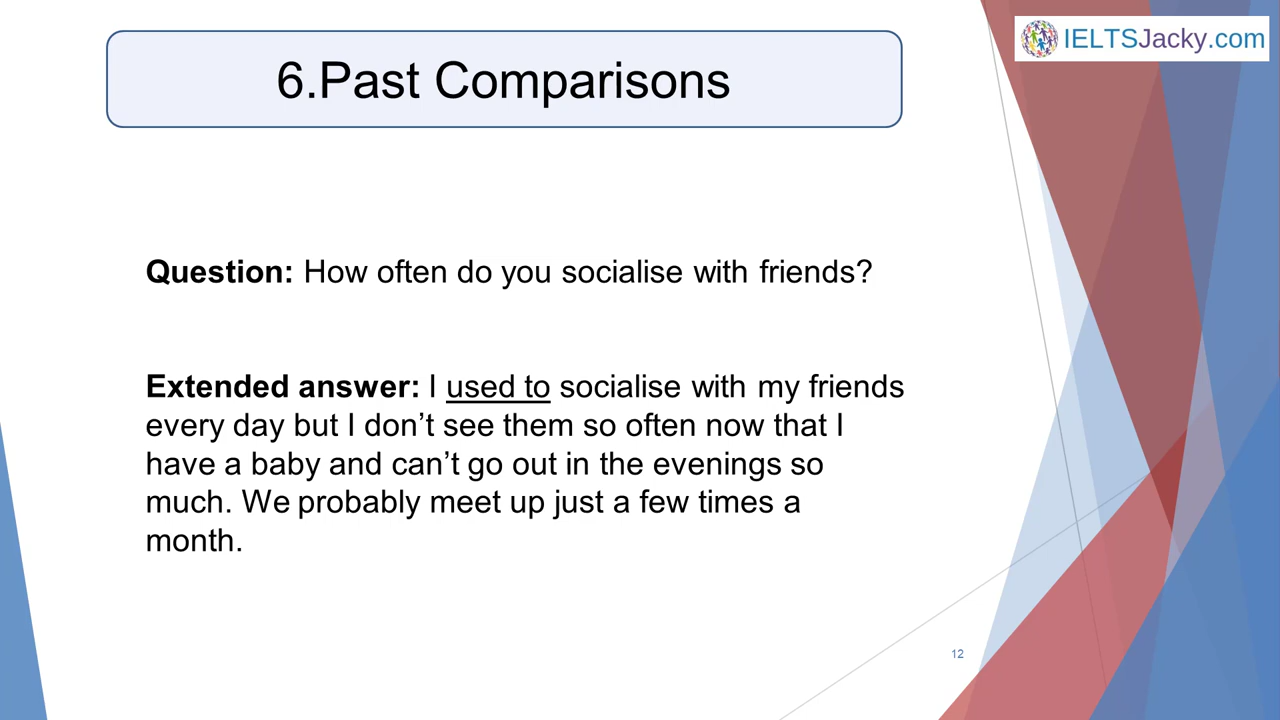 IELTSJacky.com
6.Past Comparisons
Question: How often do you socialise with friends?
Extended answer: I used to socialise with my friends
every day but I don’t see them so often now that I
have a baby and can’t go out in the evenings so
much. We probably meet up just a few times a
month.
12